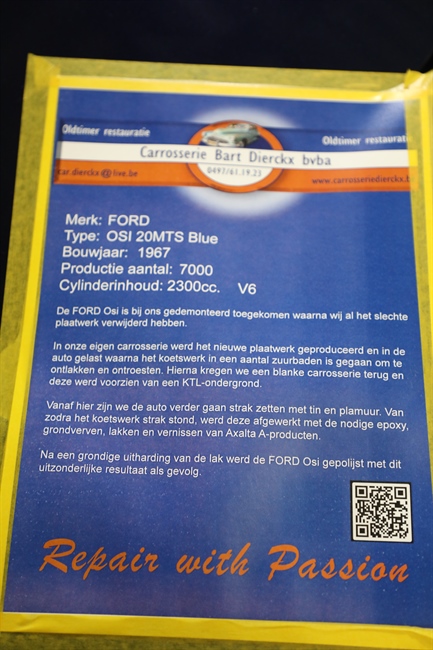 Oldtimer restauratie
Oldtimer restaurati
Carrosserie Bart Dierckx bvba
car.dierckx@live.be
0497/61.19.23
www.carrosseriedierckx.b
Merk: FORD
Type: OSI 20MTS Blue
Bouwjaar: 1967
Productie aantal: 7000
Cylinderinhoud: 2300cc. V6
De FORD Osi is bij ons gedemonteerd toegekomen waarna wij al het slechte
plaatwerk verwijderd hebben.
In onze eigen carrosserie werd het nieuwe plaatwerk geproduceerd en in de
auto gelast waarna het koetswerk in een aantal zuurbaden is gegaan om te
ontlakken en ontroesten. Hierna kregen we een blanke carrosserie terug en
deze werd voorzien van een KTL-ondergrond.
Vanaf hier zijn we de auto verder gaan strak zetten met tin en plamuur. Van
zodra het koetswerk strak stond, werd deze afgewerkt met de nodige epoxy,
grondverven, lakken en vernissen van Axalta A-producten.
Na een grondige uitharding van de lak werd de FORD Osi gepolijst met dit
uitzonderlijke resultaat als gevolg.
Repair with Passion